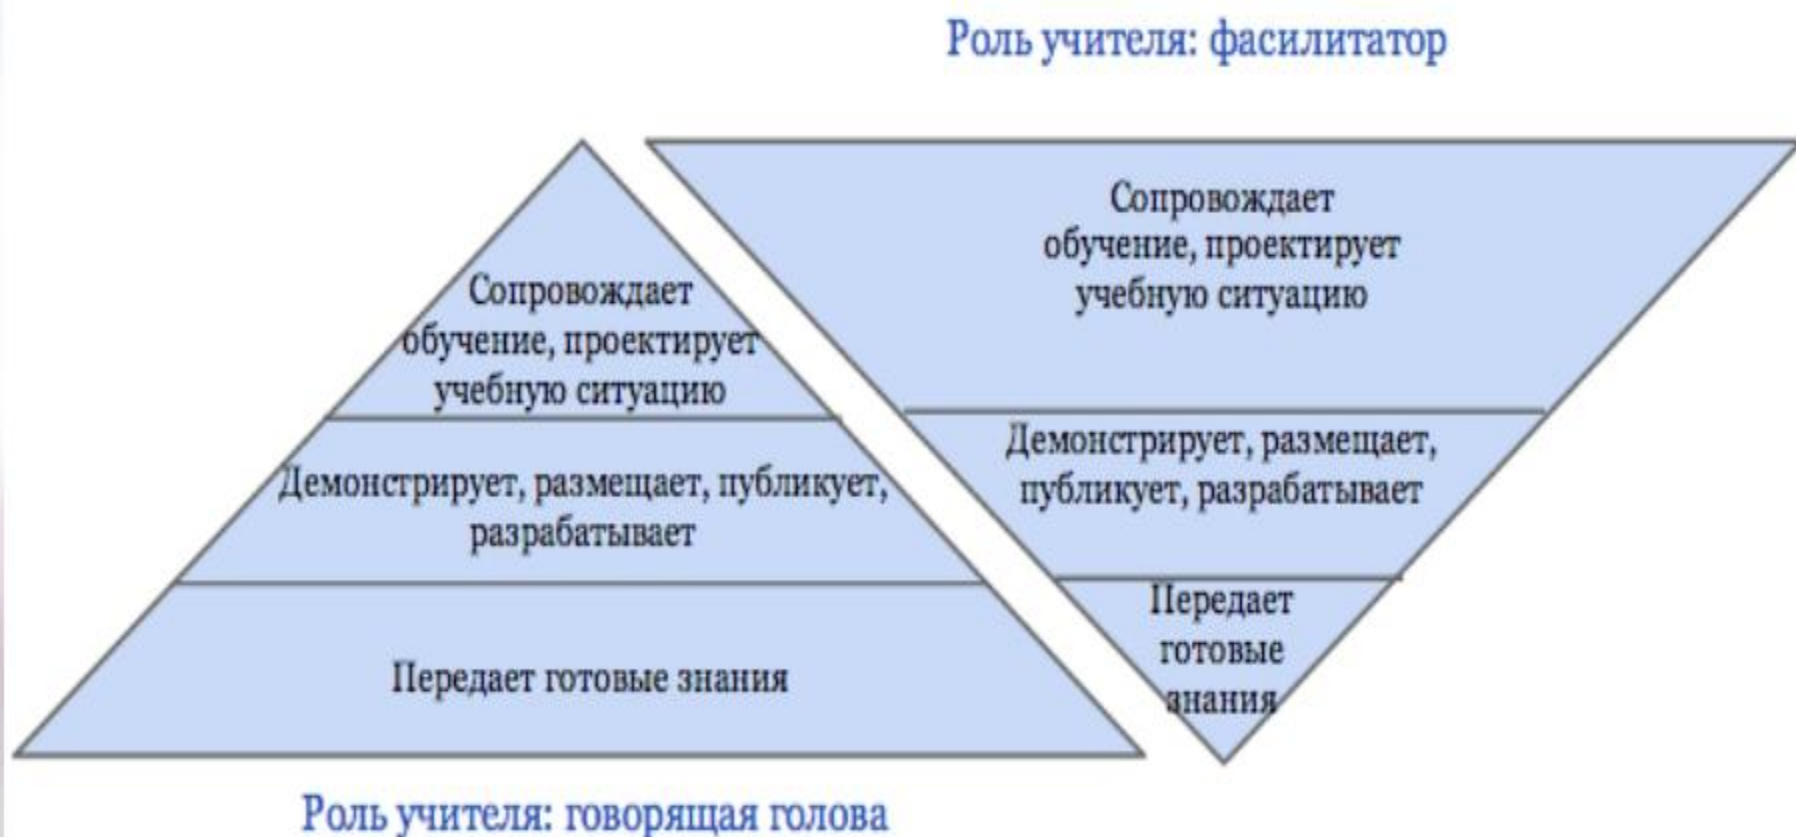 Роль учителя: фасилитатор
Сопровождает
обучение, проектирует
учебную ситуацию
Демонстрирует, размещает, публикует,
разрабатывает
Передает готовые знания
Роль учителя: говорящая голова
Сопровождает
обучение, проектирует
учебную ситуацию
Демонстрирует, размещает,
публикует, разрабатывает
Передает
готовые
знания